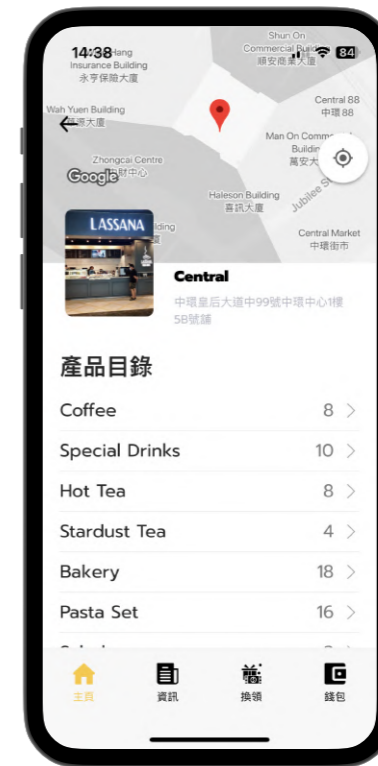 Shun On
14:38
Hang
Commercial Building
84
Insurance Building
順安商業大廈
永亨保險大廈
Central 88
中環88
Wah Yuen Building
大廈
Man On
萬安大
Zhongcai Centre
財中心
Google
Haleson Building
喜訊大廈
Jubilee
LASSANA
Central Market
中環街市
Central
中環皇后大道中99號中環中心1樓
5B號舖
產品目錄
Coffee 8
Special Drinks 10
Hot Tea 8
Stardust Tea 4
Bakery 18
Pasta Set 16
主頁
資訊
換領
錢包